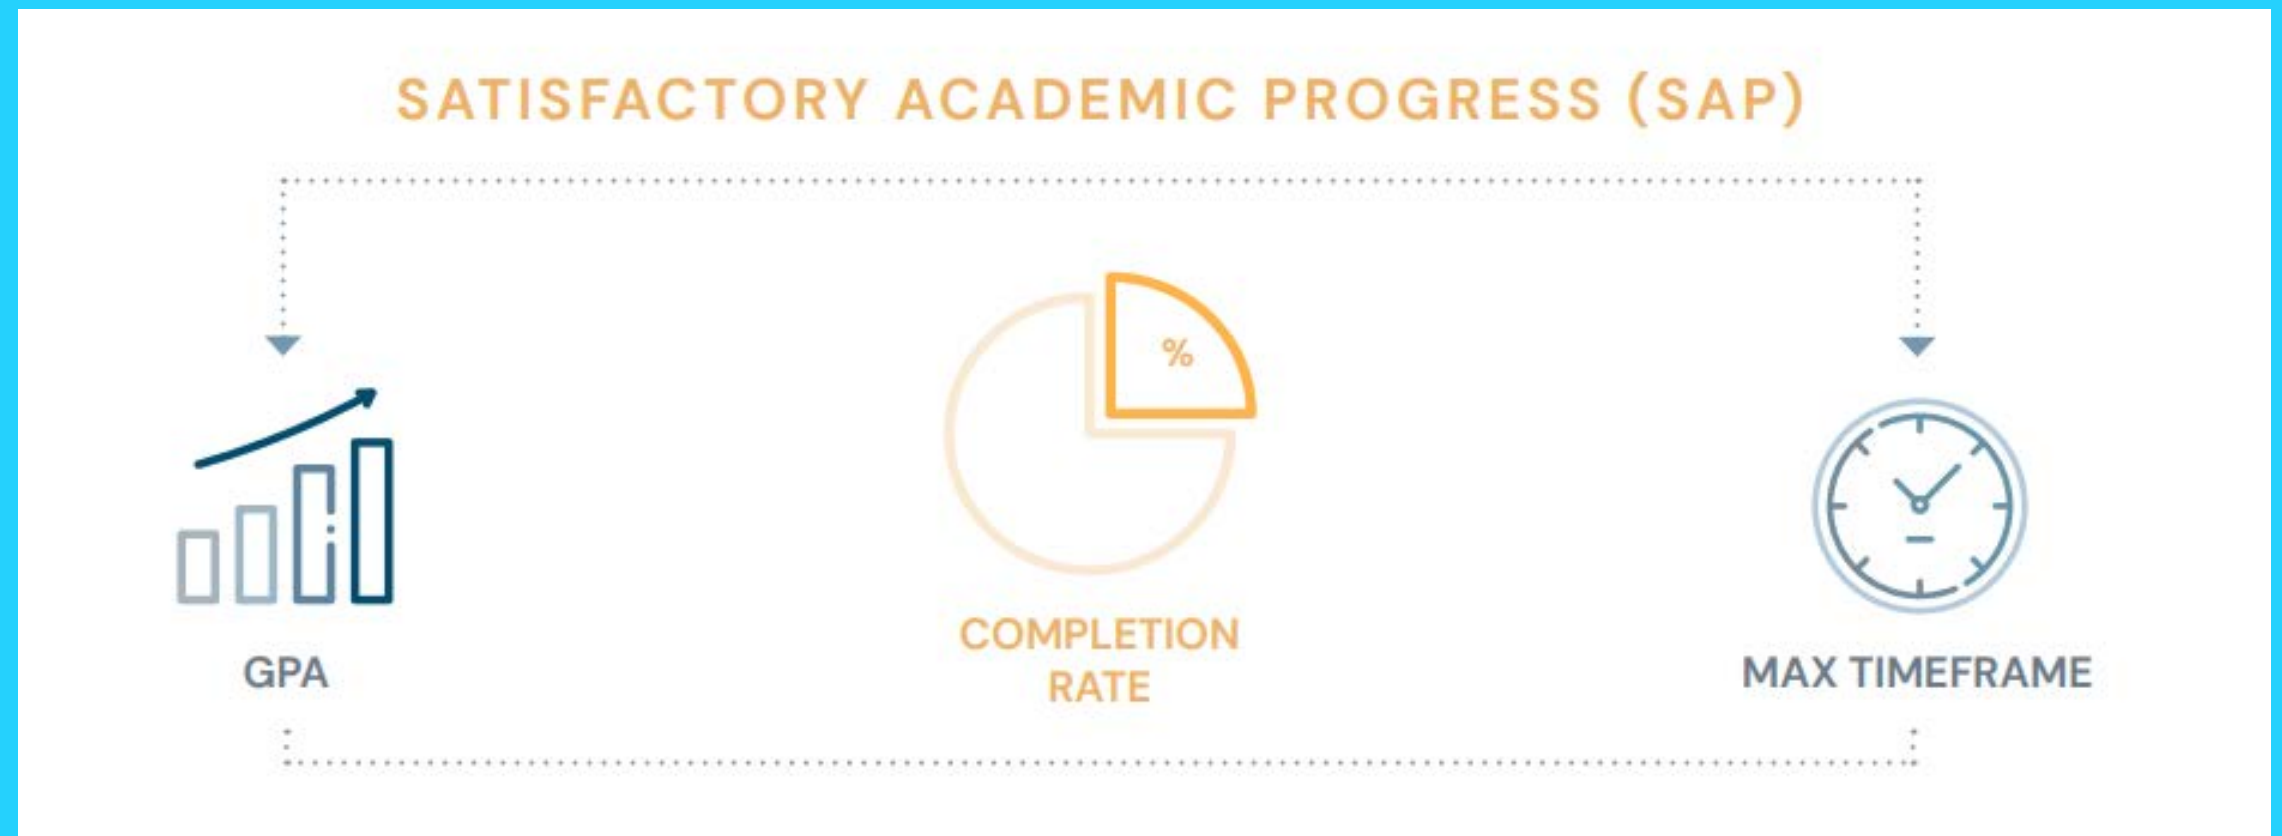 SATISFACTORY ACADEMIC PROGRESS (SAP)
%
COMPLETION
RATE
GPA
MAX TIMEFRAME